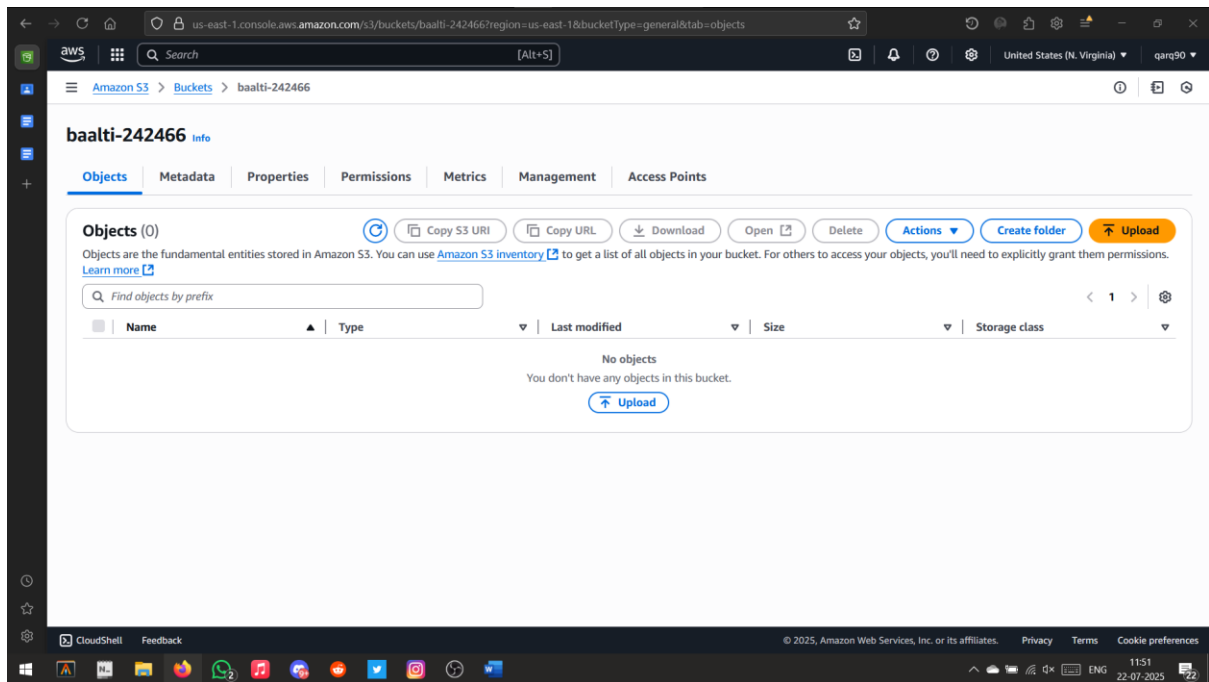 us-east-1.console.aws.amazon.com/s3/buckets/baalti-242466?region=us-east-1&bucketType=general&tab=objects
aws Search [Alt+S] United States (N. Virginia) ▼ qarq90 ▼
Amazon S3 > Buckets > baalti-242466
baalti-242466 Info
Objects Metadata Properties Permissions Metrics Management Access Points
Objects (0) Copy S3 URI Copy URL Download Open Delete Actions ▼ Create folder Upload
Objects are the fundamental entities stored in Amazon S3. You can use Amazon S3 inventory to get a list of all objects in your bucket. For others to access your objects, you'll need to explicitly grant them permissions.
Learn more
Find objects by prefix < 1 >
Name Type Last modified Size Storage class
No objects
You don't have any objects in this bucket.
Upload
CloudShell Feedback © 2025, Amazon Web Services, Inc. or its affiliates. Privacy Terms Cookie preferences
2 ENG 11:51
22-07-2025 22